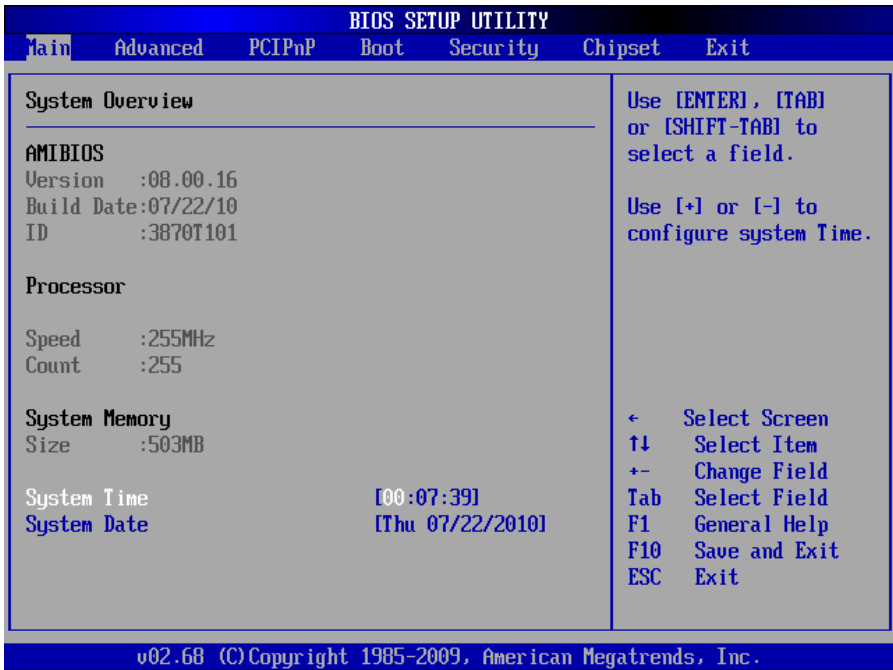 BIOS SETUP UTILITY
Main Advanced PCIPnP Boot Security Chipset Exit
System Overview
AMIBIOS
Version :08.00.16
Build Date:07/22/10
ID :3870T101
Processor
Speed :255MHz
Count :255
System Memory
Size :503MB
System Time [00:07:39]
System Date [Thu 07/22/2010]
Use [ENTER], [TAB]
or [SHIFT-TAB] to
select a field.
Use [+] or [-] to
configure system Time.
← Select Screen
↑↓ Select Item
+- Change Field
Tab Select Field
F1 General Help
F10 Save and Exit
ESC Exit
v02.68 (C)Copyright 1985-2009, American Megatrends, Inc.